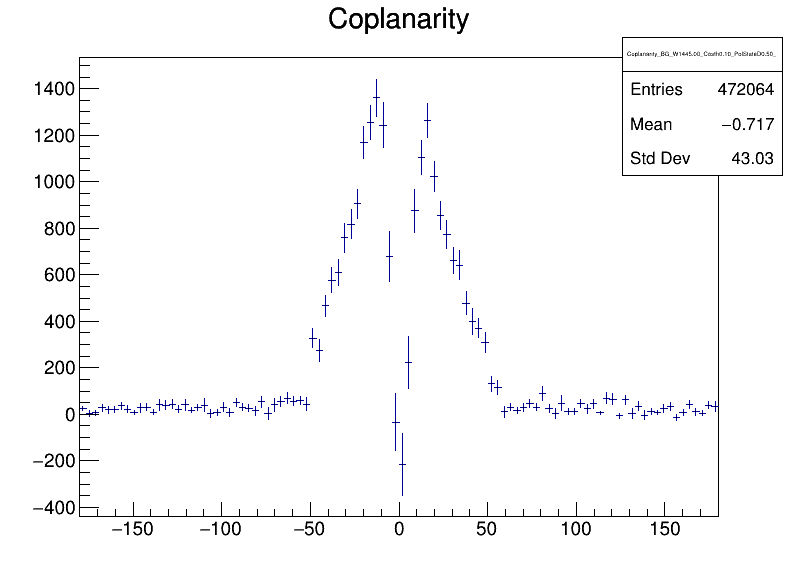 Coplanarity
Coplanarity_BG_W1445.00_Costh0.10_PolStateD0.50_
Entries 472064
Mean −0.717
Std Dev 43.03
1400
1200
1000
800
600
400
200
0
−200
−400
−150 −100 −50 0 50 100 150